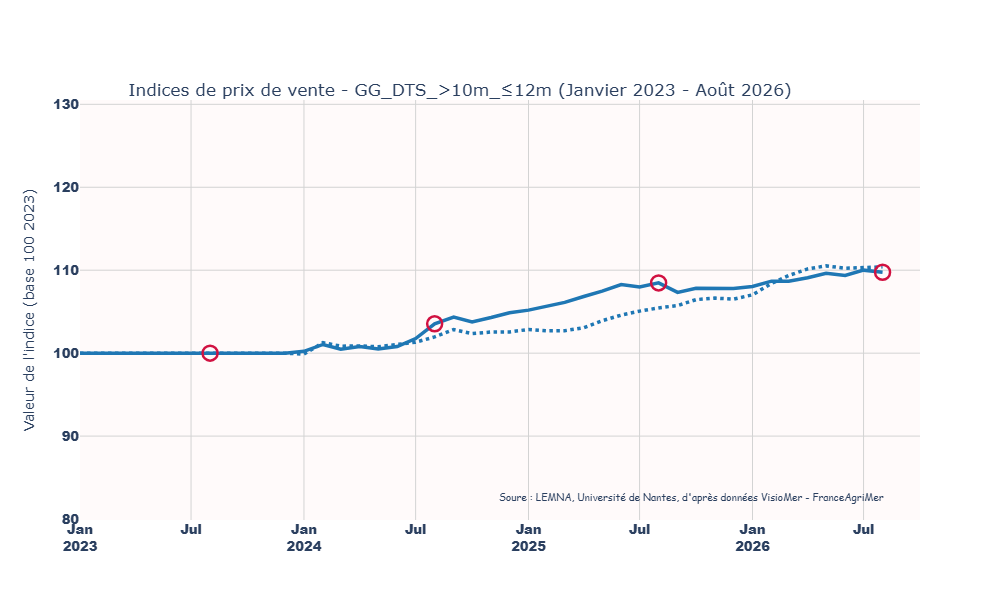 Indices de prix de vente - GG_DTS_>10m_≤12m (Janvier 2023 - Août 2026)
Valeur de l'indice (base 100 2023)
130
120
110
100
90
80
Jan
2023
Jul
Jan
2024
Jul
Jan
2025
Jul
Jan
2026
Jul
Soure : LEMNA, Université de Nantes, d'après données VisioMer - FranceAgriMer